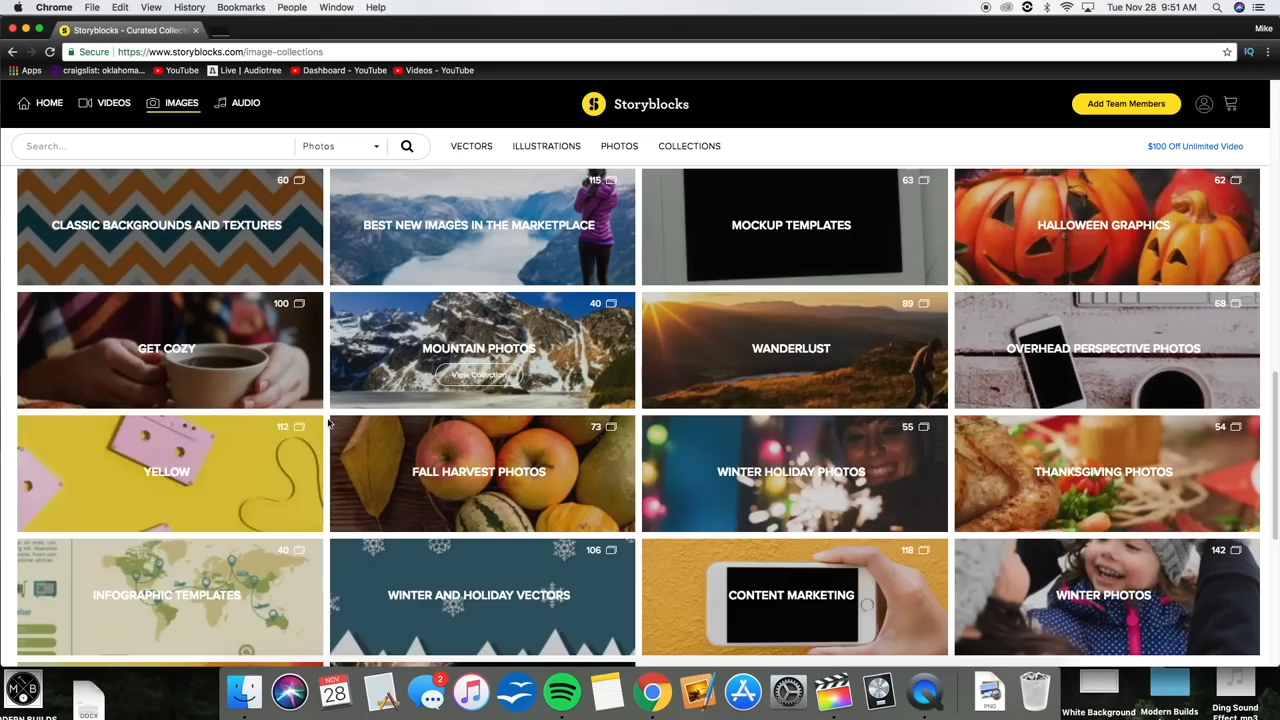 Chrome File Edit View History Bookmarks People Window Help Tue Nov 28 9:51 AM
Storyblocks - Curated Collecti Mike
Secure https://www.storyblocks.com/image-collections
Apps craigslist: oklahoma... YouTube Live | Audiotree Dashboard - YouTube Videos - YouTube
HOME VIDEOS IMAGES AUDIO Storyblocks Add Team Members
Search... Photos VECTORS ILLUSTRATIONS PHOTOS COLLECTIONS $100 Off Unlimited Video
60 115 63 62
CLASSIC BACKGROUNDS AND TEXTURES BEST NEW IMAGES IN THE MARKETPLACE MOCKUP TEMPLATES HALLOWEEN GRAPHICS
100 40 89 68
GET COZY MOUNTAIN PHOTOS WANDERLUST OVERHEAD PERSPECTIVE PHOTOS
View Collection
112 73 55 54
YELLOW FALL HARVEST PHOTOS WINTER HOLIDAY PHOTOS THANKSGIVING PHOTOS
40 106 118 142
INFOGRAPHIC TEMPLATES WINTER AND HOLIDAY VECTORS CONTENT MARKETING WINTER PHOTOS
M B NOV 28 2
DOCX PNG White Background Modern Builds Ding Sound
Effect.mp3